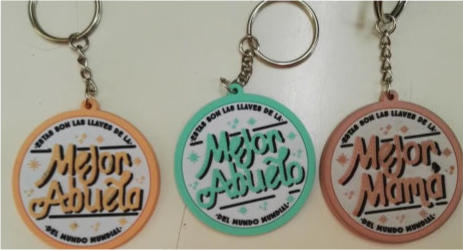 ¡ESTAS SON LAS LLAVES DE LA
Mejor
Abuela
·DEL MUNDO MUNDIAL·
¡ESTAS SON LAS LLAVES DE LA
Mejor
Abuelo
·DEL MUNDO MUNDIAL·
¡ESTAS SON LAS LLAVES DE LA
Mejor
Mamá
·DEL MUNDO MUNDIAL·